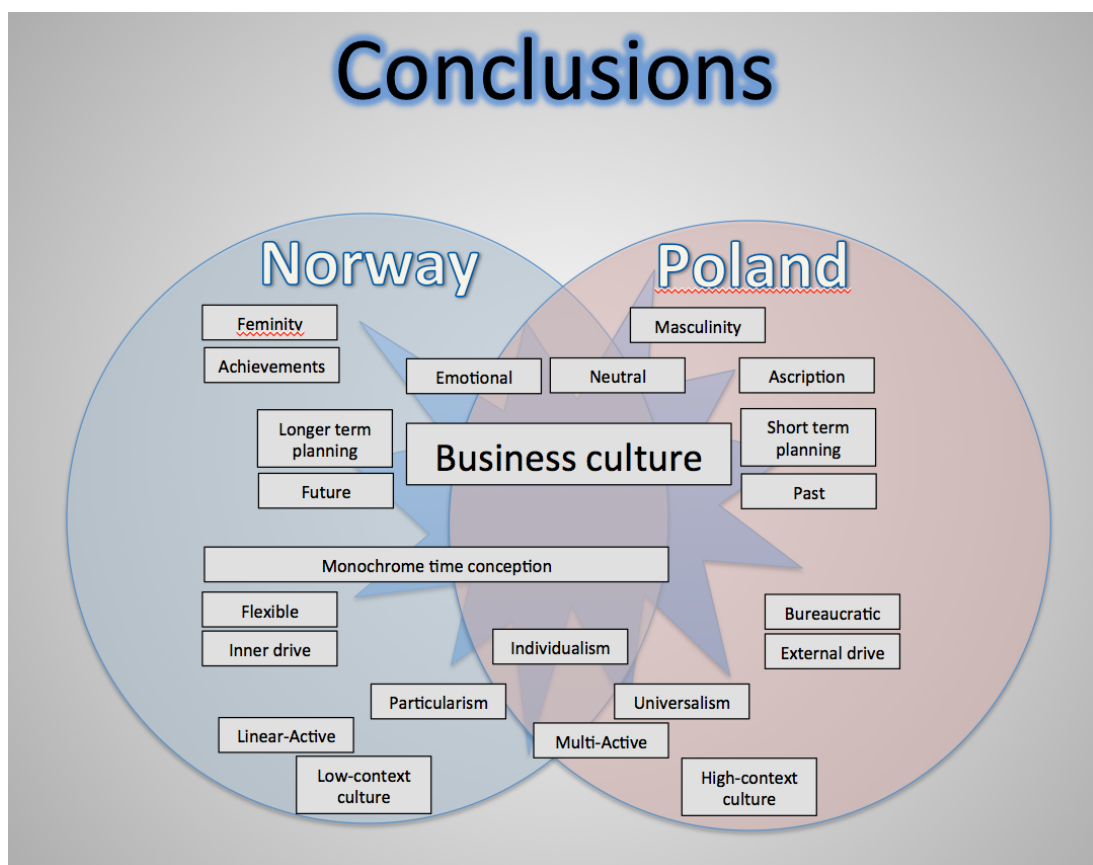 Conclusions
Norway
Poland
Feminity
Masculinity
Achievements
Emotional
Neutral
Ascription
Longer term
planning
Business culture
Short term
planning
Future
Past
Monochrome time conception
Flexible
Bureaucratic
Inner drive
Individualism
External drive
Particularism
Universalism
Linear-Active
Multi-Active
Low-context
culture
High-context
culture